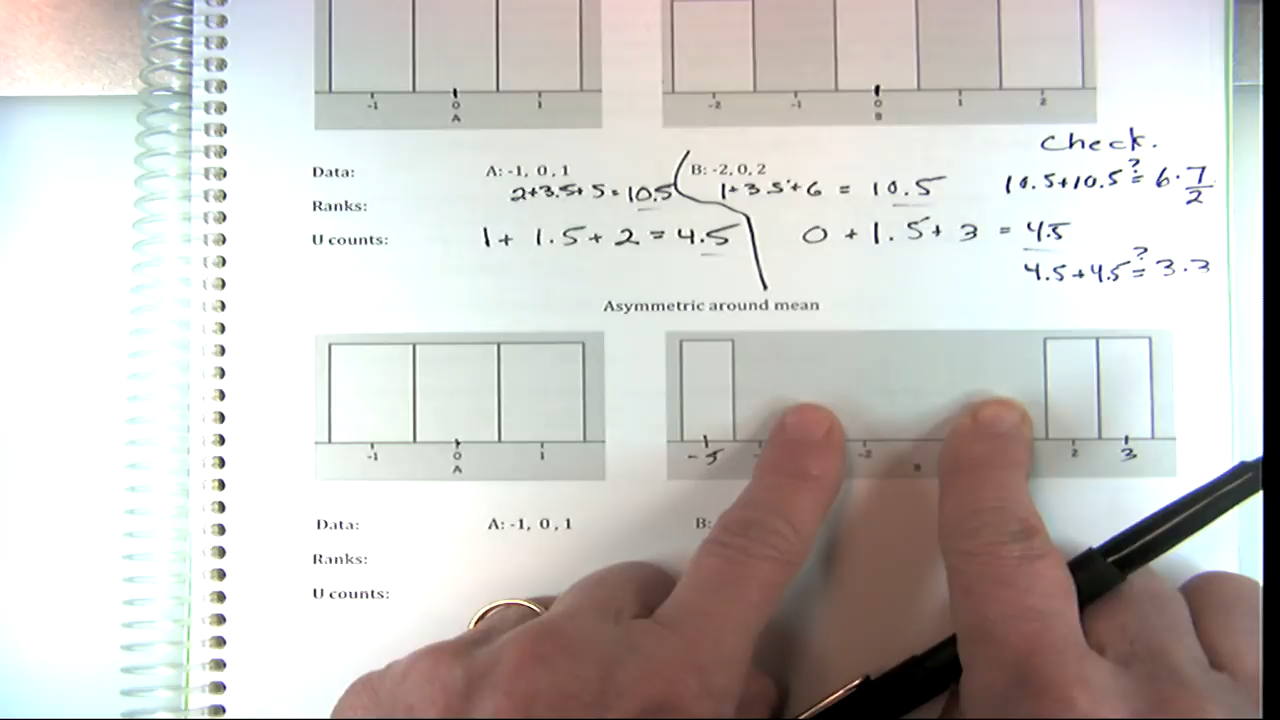 -1 0 1
A
-2 -1 0 1 2
B
Check.
Data: A: -1, 0, 1 B: -2, 0, 2
2+3.5+5=10.5 1+3.5+6 = 10.5 10.5+10.5 ?= 6·7/2
Ranks:
U counts: 1+ 1.5+ 2 = 4.5 0 + 1.5+ 3 = 4.5
4.5+4.5 ?= 3·3
Asymmetric around mean
-1 0 1
A
-5 -2 2 3
B
Data: A: -1, 0, 1 B:
Ranks:
U counts: